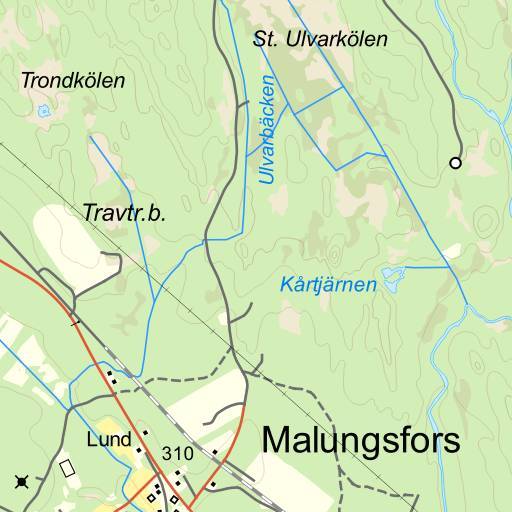 St. Ulvarkölen
Trondkölen
Ulvarbäcken
Travtr.b.
Kårtjärnen
Lund
310
Malungsfors